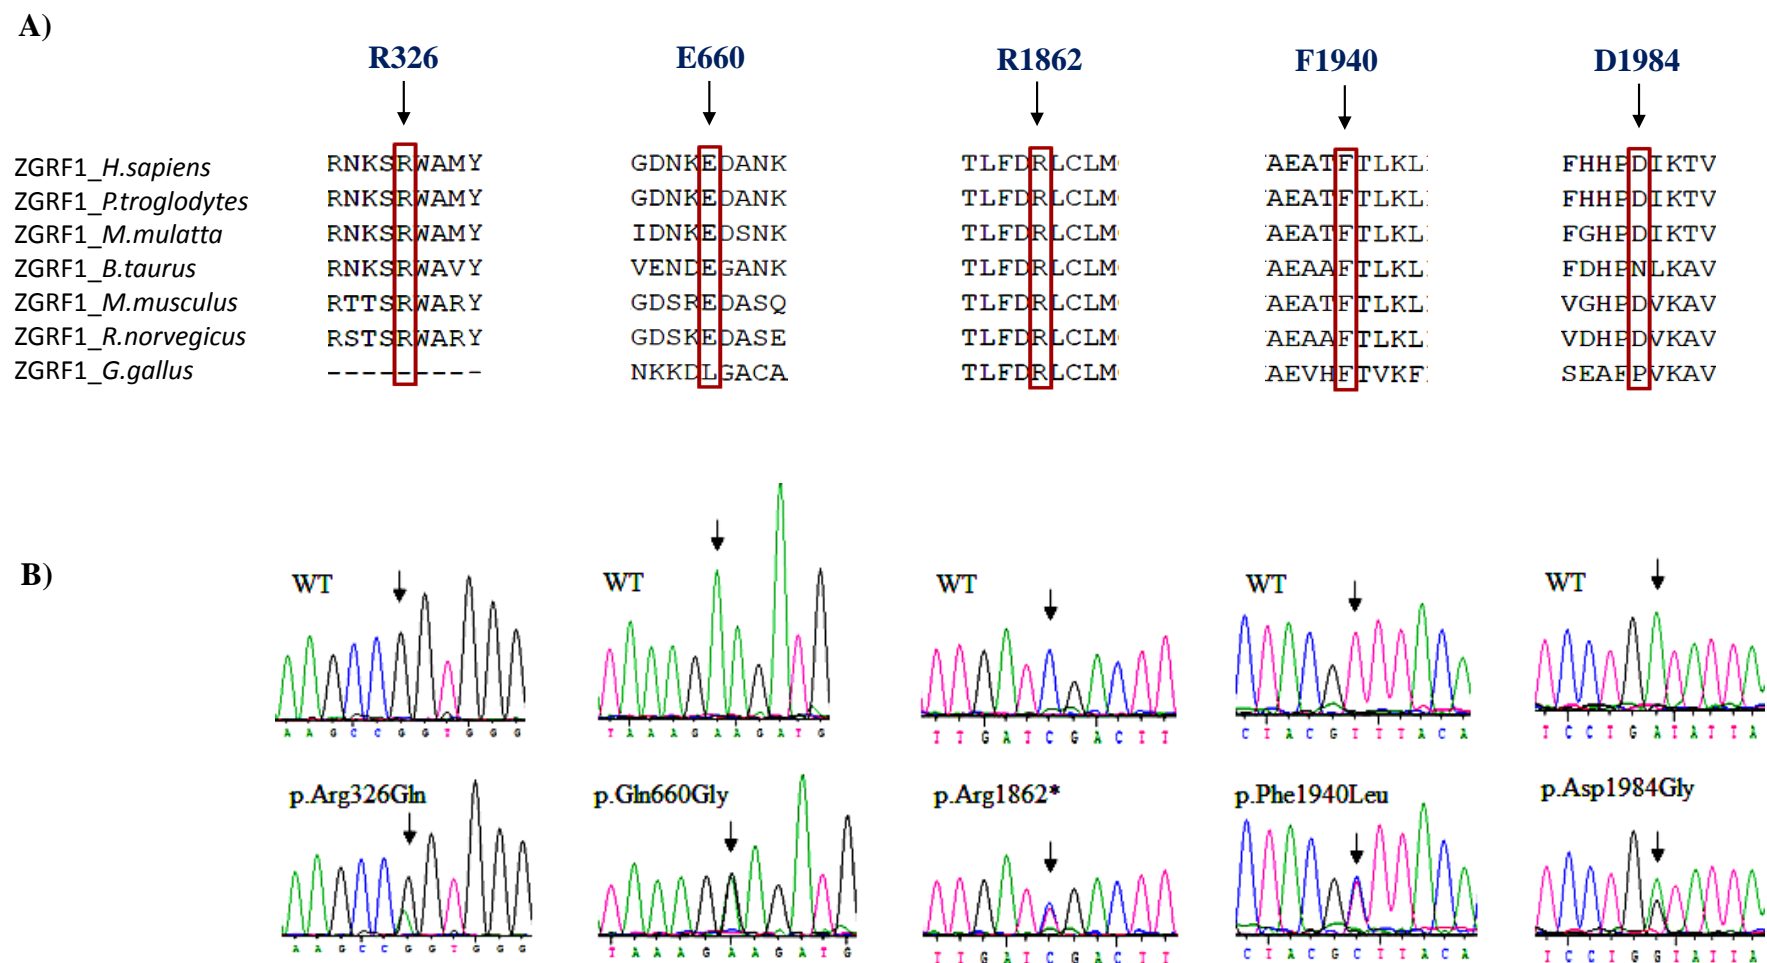 A)
R326 E660 R1862 F1940 D1984
ZGRF1_H.sapiens RNKSRWAMY GDNKEDANK TLFDRLCLM AEATFTLKL FHHPDIKTV
ZGRF1_P.troglodytes RNKSRWAMY GDNKEDANK TLFDRLCLM AEATFTLKL FHHPDIKTV
ZGRF1_M.mulatta RNKSRWAMY IDNKEDSNK TLFDRLCLM AEATFTLKL FGHPDIKTV
ZGRF1_B.taurus RNKSRWAVY VENDEGANK TLFDRLCLM AEAAFTLKL FDHPNLKAV
ZGRF1_M.musculus RTTSRWARY GDSREDASQ TLFDRLCLM AEATFTLKL VGHPDVKAV
ZGRF1_R.norvegicus RSTSRWARY GDSKEDASE TLFDRLCLM AEAAFTLKL VDHPDVKAV
ZGRF1_G.gallus --------- NKKDLGACA TLFDRLCLM AEVHFTVKF SEAFPVKAV
B)
WT WT WT WT WT
A A G C C G G T G G G T A A A G A A G A T G T T G A T C G A C T T C T A C G T T T A C A T C C T G A T A T T A
p.Arg326Gln p.Gln660Gly p.Arg1862* p.Phe1940Leu p.Asp1984Gly
A A G C C G G T G G G T A A A G A A G A T G T T G A T C G A C T T C T A C G C T T A C A T C C T G G T A T T A